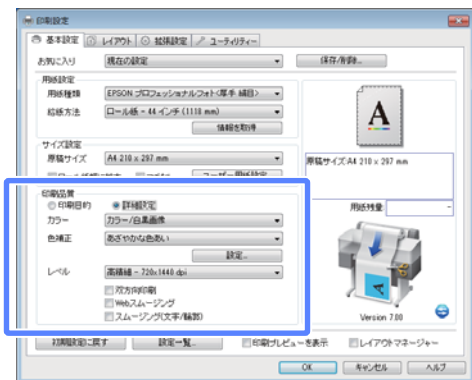 印刷設定
基本設定 レイアウト 拡張設定 ユーティリティー
お気に入り 現在の設定 保存/削除...
用紙設定
用紙種類 EPSON プロフェッショナルフォト<厚手 絹目>
給紙方法 ロール紙 - 44 インチ (1118 mm)
情報を取得
サイズ設定
原稿サイズ A4 210 x 297 mm
A
原稿サイズ:A4 210 x 297 mm
印刷品質
印刷目的 詳細設定
用紙残量 -
カラー カラー/白黒画像
色補正 あざやかな色あい
設定...
レベル 高精細 - 720x1440 dpi
双方向印刷
Webスムージング
スムージング(文字/輪郭)
A
Version 7.00
初期設定に戻す 設定一覧... 印刷プレビューを表示 レイアウトマネージャー
OK キャンセル ヘルプ